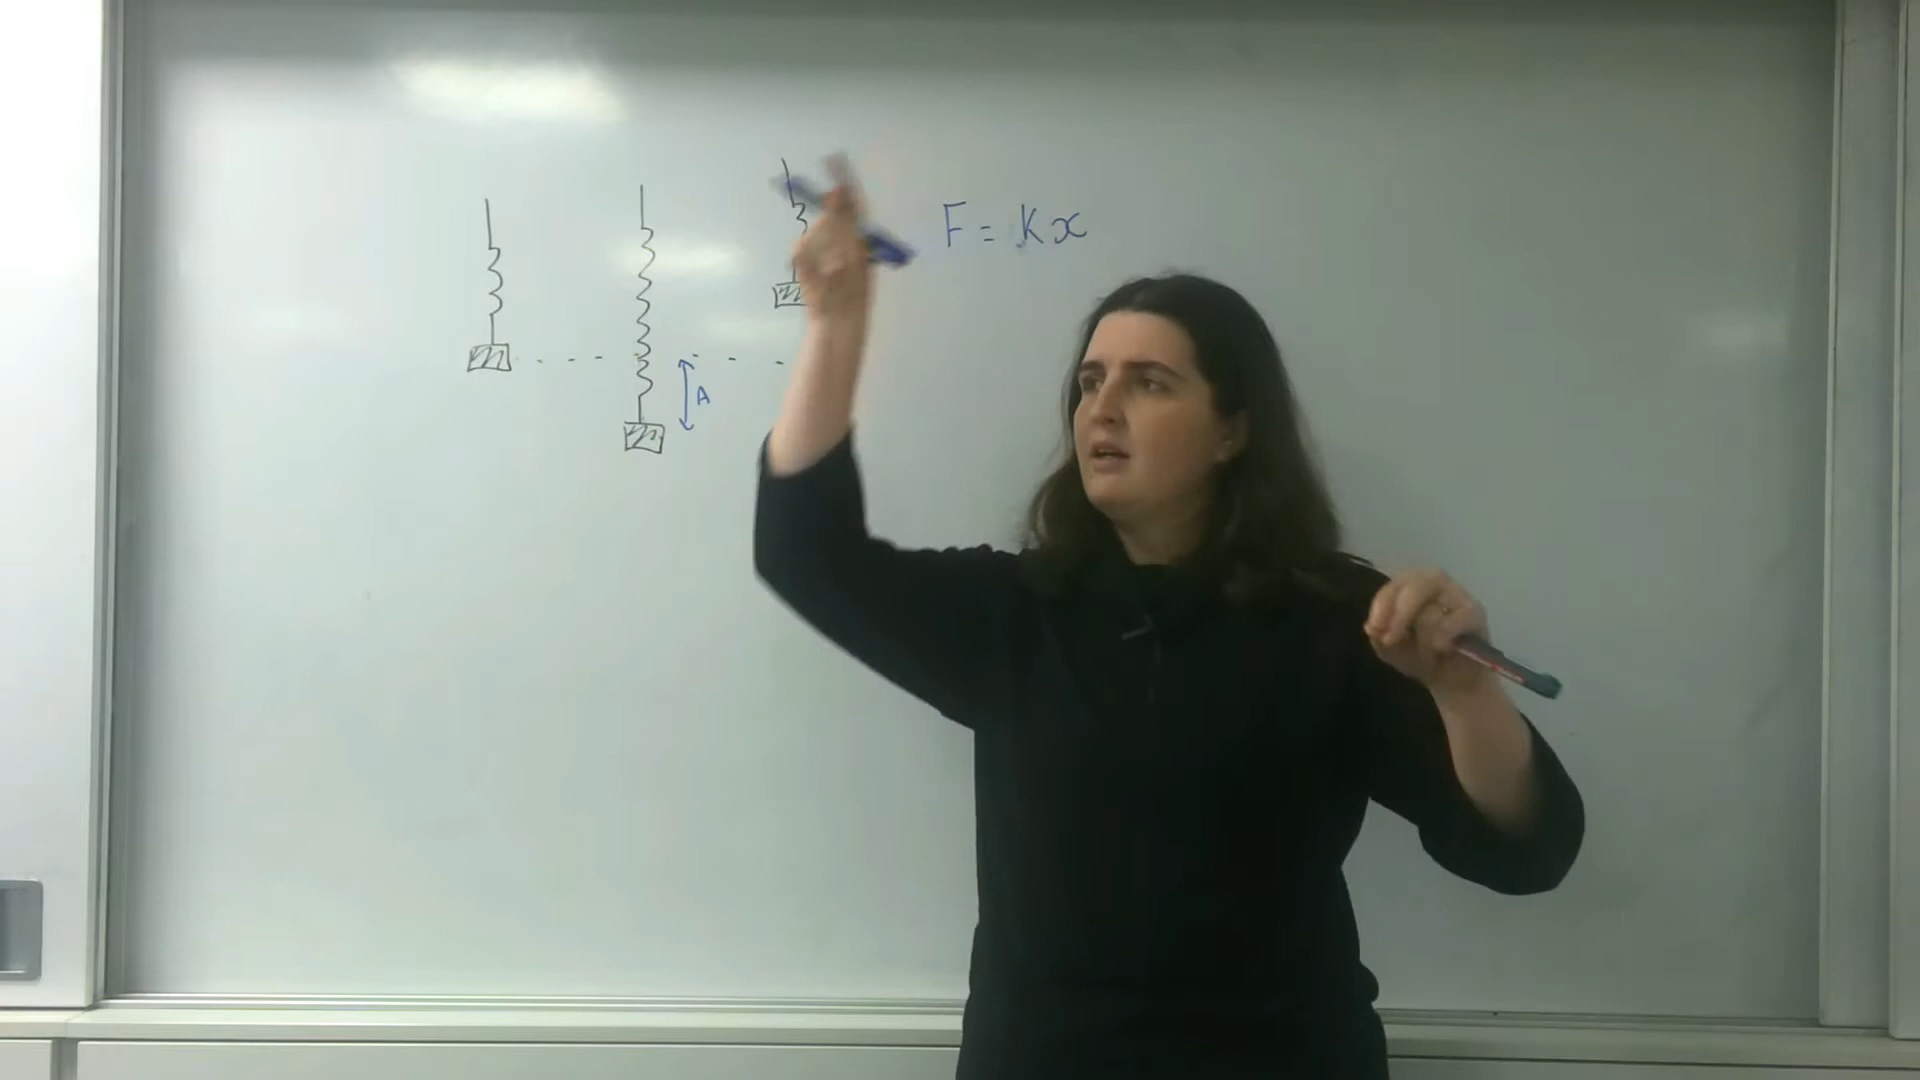 F = Kx
A